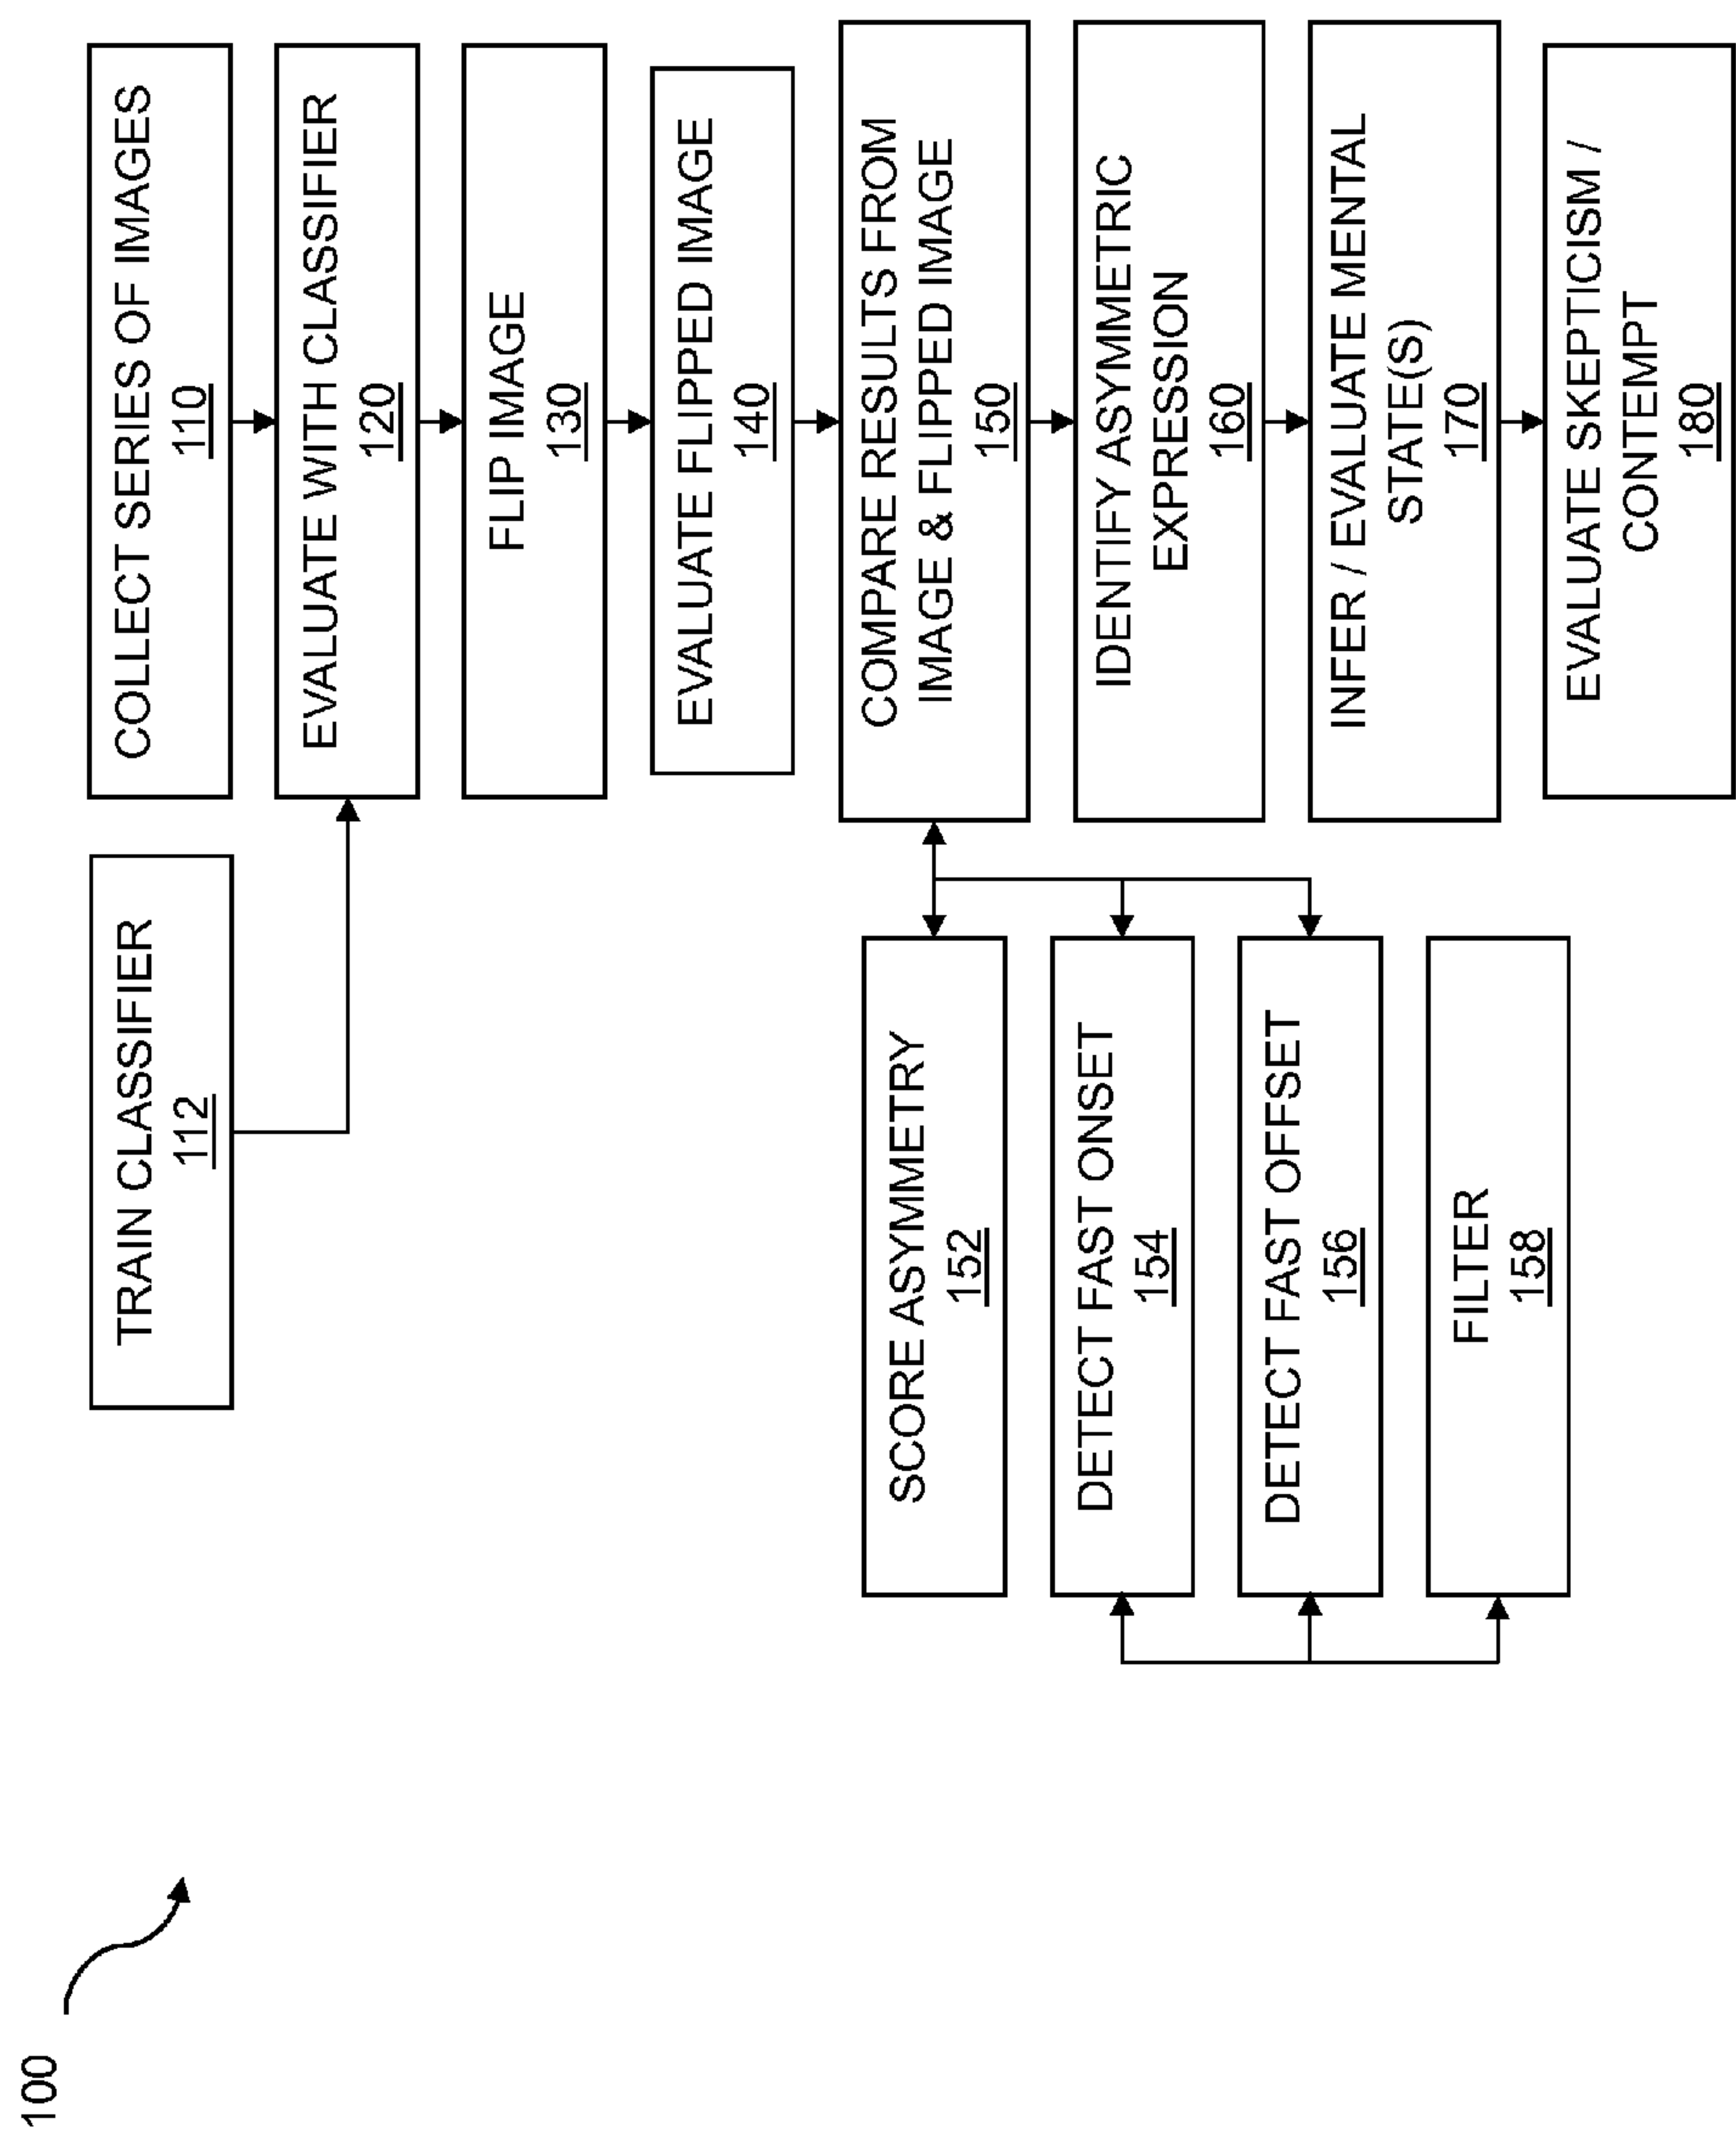 100
TRAIN CLASSIFIER
112
COLLECT SERIES OF IMAGES
110
EVALUATE WITH CLASSIFIER
120
FLIP IMAGE
130
EVALUATE FLIPPED IMAGE
140
COMPARE RESULTS FROM
IMAGE & FLIPPED IMAGE
150
SCORE ASYMMETRY
152
DETECT FAST ONSET
154
DETECT FAST OFFSET
156
FILTER
158
IDENTIFY ASYMMETRIC
EXPRESSION
160
INFER / EVALUATE MENTAL
STATE(S)
170
EVALUATE SKEPTICISM /
CONTEMPT
180